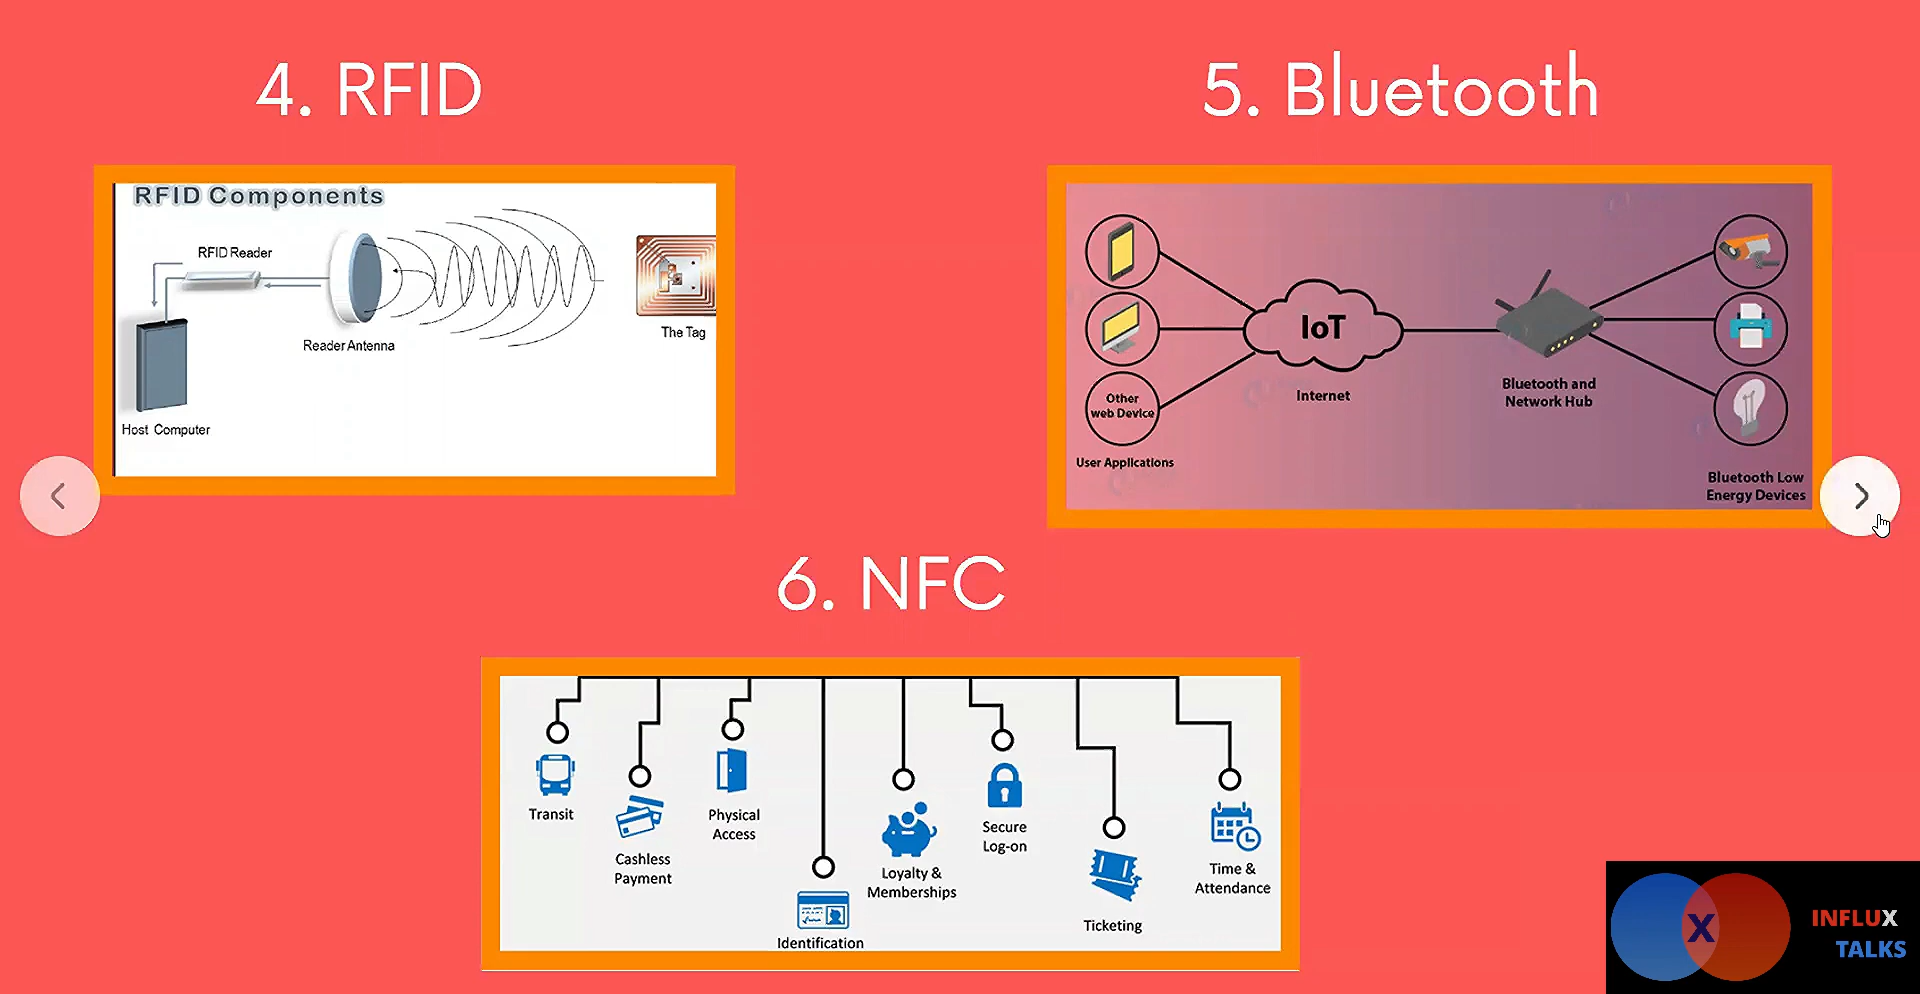 4. RFID
RFID Components
RFID Reader
Reader Antenna
The Tag
Host Computer
5. Bluetooth
IoT
Internet
Other
web Device
User Applications
Bluetooth and
Network Hub
Bluetooth Low
Energy Devices
6. NFC
Transit
Cashless
Payment
Physical
Access
Identification
Loyalty &
Memberships
Secure
Log-on
Ticketing
Time &
Attendance
X
INFLUX
TALKS